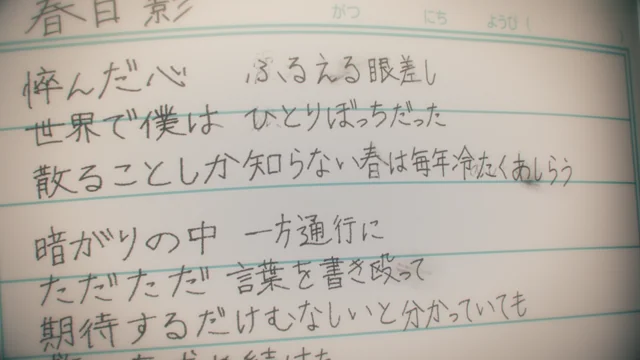 春日影 がつ にち ようび(
悴んだ心 ふるえる眼差し
世界で僕は ひとりぼっちだった
散ることしか知らない春は毎年冷たくあしらう
暗がりの中 一方通行に
ただただ 言葉を書き殴って
期待するだけむなしいと分かっていても